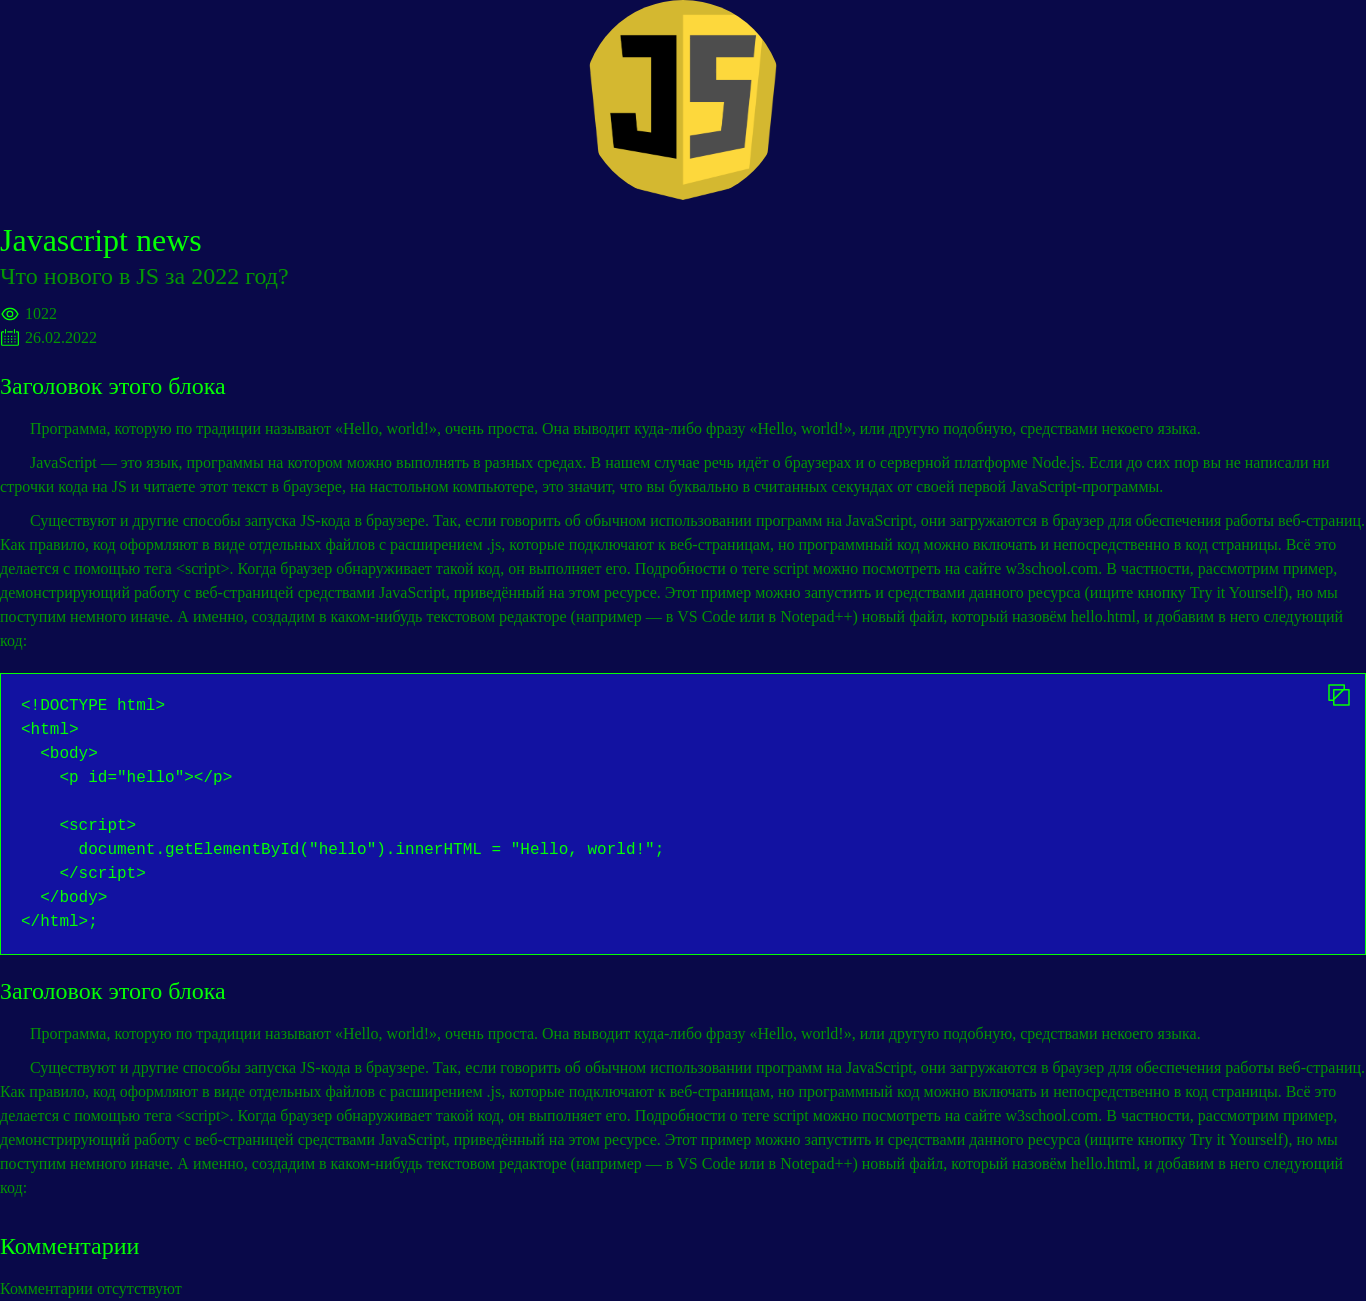 JS
Javascript news
Что нового в JS за 2022 год?
1022
26.02.2022
Заголовок этого блока
Программа, которую по традиции называют «Hello, world!», очень проста. Она выводит куда-либо фразу «Hello, world!», или другую подобную, средствами некоего языка.
JavaScript — это язык, программы на котором можно выполнять в разных средах. В нашем случае речь идёт о браузерах и о серверной платформе Node.js. Если до сих пор вы не написали ни
строчки кода на JS и читаете этот текст в браузере, на настольном компьютере, это значит, что вы буквально в считанных секундах от своей первой JavaScript-программы.
Существуют и другие способы запуска JS-кода в браузере. Так, если говорить об обычном использовании программ на JavaScript, они загружаются в браузер для обеспечения работы веб-страниц.
Как правило, код оформляют в виде отдельных файлов с расширением .js, которые подключают к веб-страницам, но программный код можно включать и непосредственно в код страницы. Всё это
делается с помощью тега <script>. Когда браузер обнаруживает такой код, он выполняет его. Подробности о теге script можно посмотреть на сайте w3school.com. В частности, рассмотрим пример,
демонстрирующий работу с веб-страницей средствами JavaScript, приведённый на этом ресурсе. Этот пример можно запустить и средствами данного ресурса (ищите кнопку Try it Yourself), но мы
поступим немного иначе. А именно, создадим в каком-нибудь текстовом редакторе (например — в VS Code или в Notepad++) новый файл, который назовём hello.html, и добавим в него следующий
код:
<!DOCTYPE html>
<html>
  <body>
    <p id="hello"></p>
    <script>
      document.getElementById("hello").innerHTML = "Hello, world!";
    </script>
  </body>
</html>;
Заголовок этого блока
Программа, которую по традиции называют «Hello, world!», очень проста. Она выводит куда-либо фразу «Hello, world!», или другую подобную, средствами некоего языка.
Существуют и другие способы запуска JS-кода в браузере. Так, если говорить об обычном использовании программ на JavaScript, они загружаются в браузер для обеспечения работы веб-страниц.
Как правило, код оформляют в виде отдельных файлов с расширением .js, которые подключают к веб-страницам, но программный код можно включать и непосредственно в код страницы. Всё это
делается с помощью тега <script>. Когда браузер обнаруживает такой код, он выполняет его. Подробности о теге script можно посмотреть на сайте w3school.com. В частности, рассмотрим пример,
демонстрирующий работу с веб-страницей средствами JavaScript, приведённый на этом ресурсе. Этот пример можно запустить и средствами данного ресурса (ищите кнопку Try it Yourself), но мы
поступим немного иначе. А именно, создадим в каком-нибудь текстовом редакторе (например — в VS Code или в Notepad++) новый файл, который назовём hello.html, и добавим в него следующий
код:
Комментарии
Комментарии отсутствуют